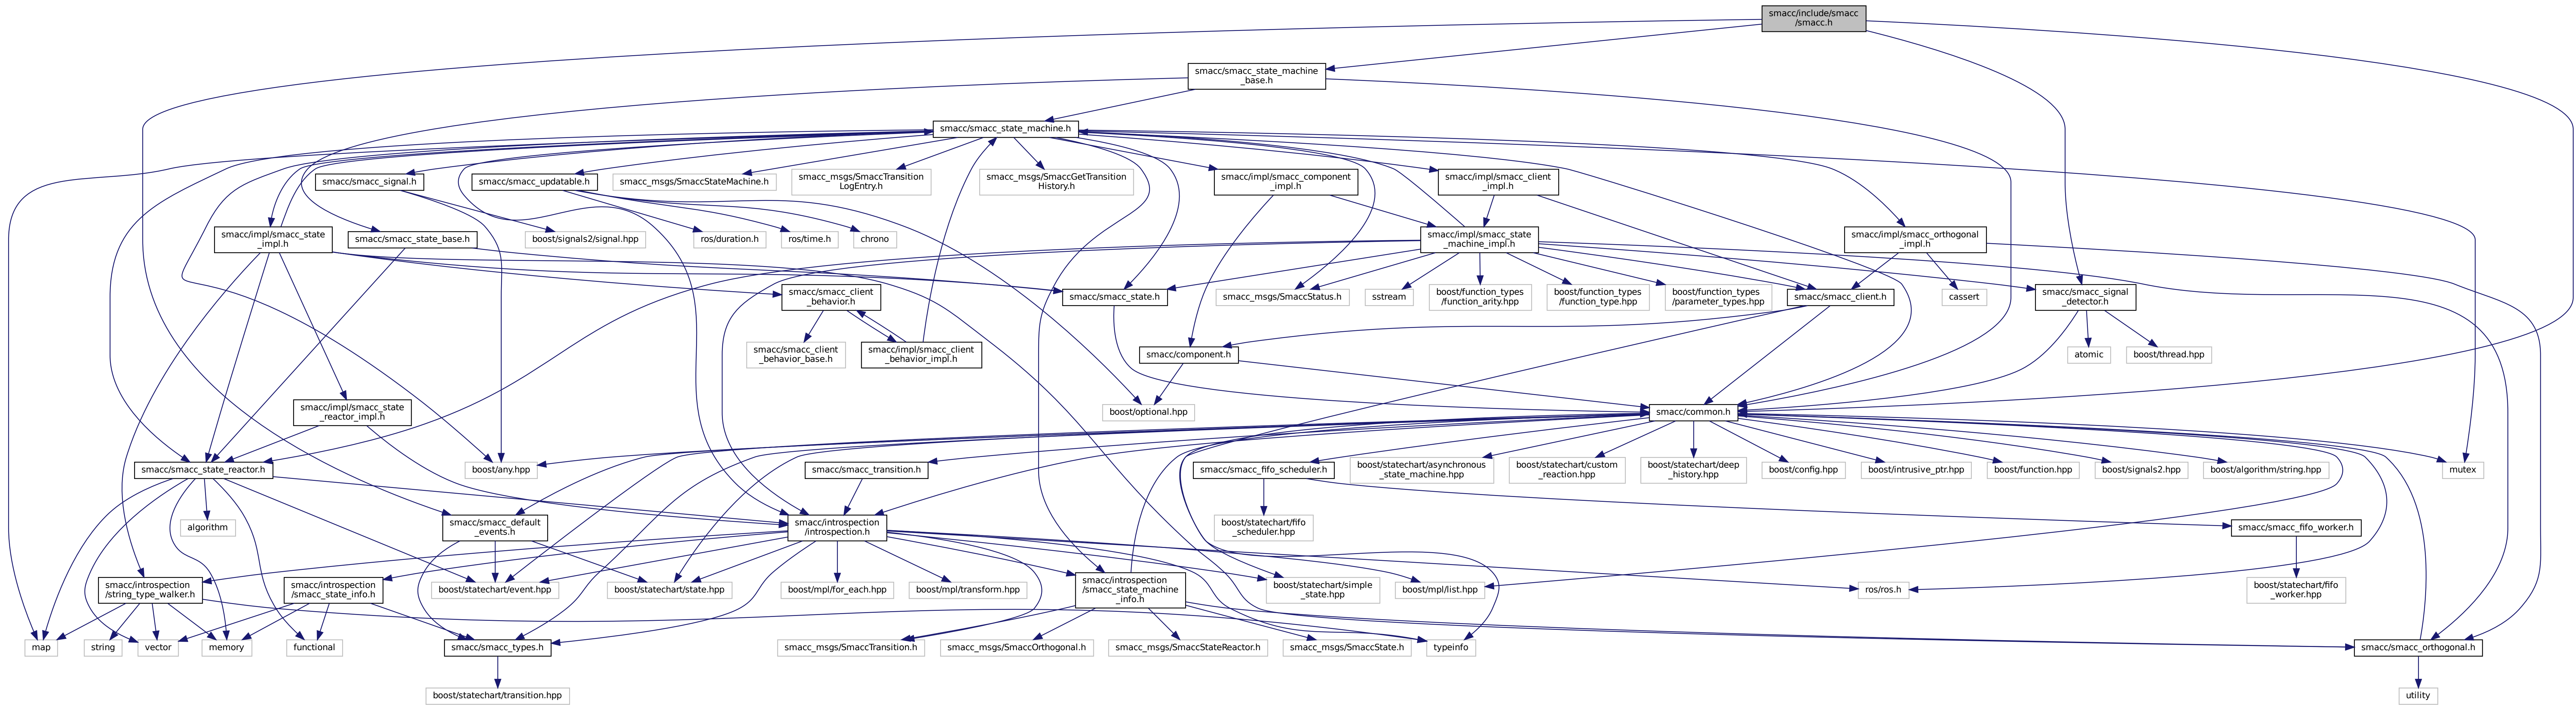 smacc/include/smacc
/smacc.h
smacc/smacc_state_machine
_base.h
smacc/smacc_state_machine.h
smacc/smacc_signal.h
smacc/smacc_updatable.h
smacc_msgs/SmaccStateMachine.h
smacc_msgs/SmaccTransition
LogEntry.h
smacc_msgs/SmaccGetTransition
History.h
smacc/impl/smacc_component
_impl.h
smacc/impl/smacc_client
_impl.h
smacc/impl/smacc_state
_impl.h
smacc/smacc_state_base.h
boost/signals2/signal.hpp
ros/duration.h
ros/time.h
chrono
smacc/impl/smacc_state
_machine_impl.h
smacc/impl/smacc_orthogonal
_impl.h
smacc/smacc_client
_behavior.h
smacc/smacc_state.h
smacc_msgs/SmaccStatus.h
sstream
boost/function_types
/function_arity.hpp
boost/function_types
/function_type.hpp
boost/function_types
/parameter_types.hpp
smacc/smacc_client.h
cassert
smacc/smacc_signal
_detector.h
smacc/smacc_client
_behavior_base.h
smacc/impl/smacc_client
_behavior_impl.h
smacc/component.h
atomic
boost/thread.hpp
smacc/impl/smacc_state
_reactor_impl.h
boost/optional.hpp
smacc/common.h
smacc/smacc_state_reactor.h
boost/any.hpp
smacc/smacc_transition.h
smacc/smacc_fifo_scheduler.h
boost/statechart/asynchronous
_state_machine.hpp
boost/statechart/custom
_reaction.hpp
boost/statechart/deep
_history.hpp
boost/config.hpp
boost/intrusive_ptr.hpp
boost/function.hpp
boost/signals2.hpp
boost/algorithm/string.hpp
mutex
algorithm
smacc/smacc_default
_events.h
smacc/introspection
/introspection.h
boost/statechart/fifo
_scheduler.hpp
smacc/smacc_fifo_worker.h
smacc/introspection
/string_type_walker.h
smacc/introspection
/smacc_state_info.h
boost/statechart/event.hpp
boost/statechart/state.hpp
boost/mpl/for_each.hpp
boost/mpl/transform.hpp
smacc/introspection
/smacc_state_machine
_info.h
boost/statechart/simple
_state.hpp
boost/mpl/list.hpp
ros/ros.h
boost/statechart/fifo
_worker.hpp
map
string
vector
memory
functional
smacc/smacc_types.h
smacc_msgs/SmaccTransition.h
smacc_msgs/SmaccOrthogonal.h
smacc_msgs/SmaccStateReactor.h
smacc_msgs/SmaccState.h
typeinfo
smacc/smacc_orthogonal.h
boost/statechart/transition.hpp
utility